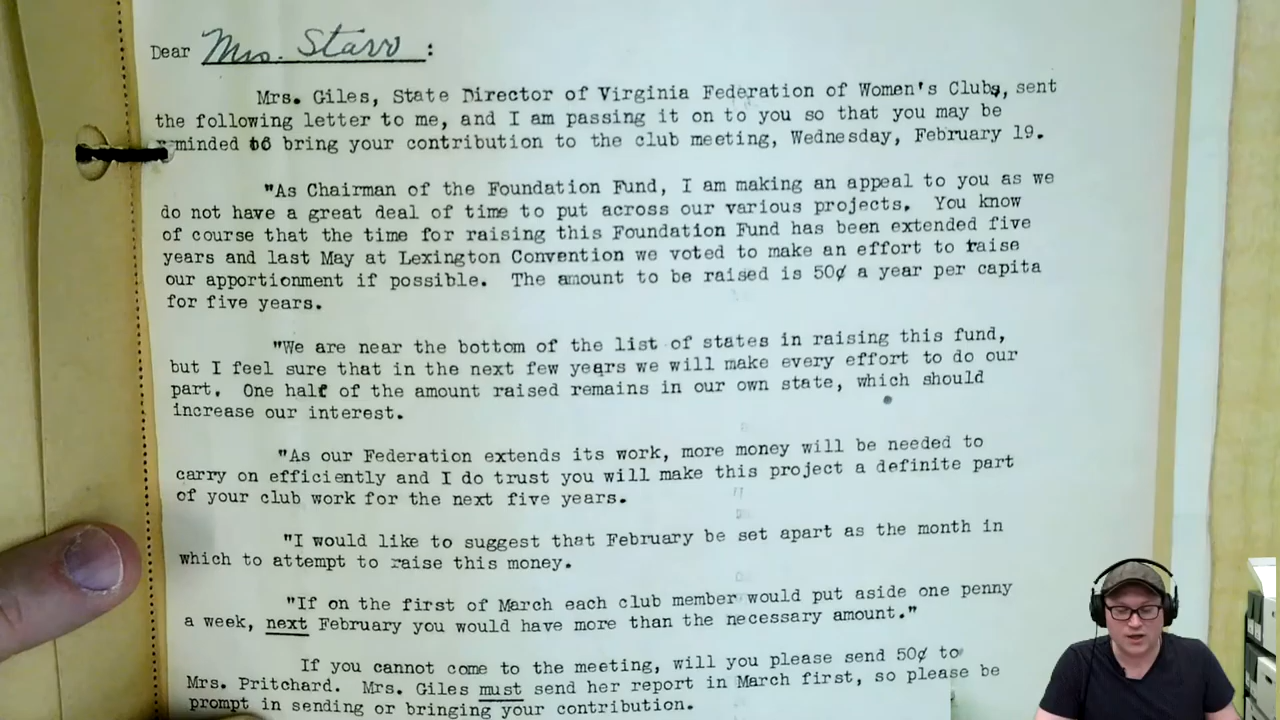 Dear Mrs. Starr :
Mrs. Giles, State Director of Virginia Federation of Women's Clubs, sent
the following letter to me, and I am passing it on to you so that you may be
reminded to bring your contribution to the club meeting, Wednesday, February 19.
"As Chairman of the Foundation Fund, I am making an appeal to you as we
do not have a great deal of time to put across our various projects. You know
of course that the time for raising this Foundation Fund has been extended five
years and last May at Lexington Convention we voted to make an effort to raise
our apportionment if possible. The amount to be raised is 50¢ a year per capita
for five years.
"We are near the bottom of the list of states in raising this fund,
but I feel sure that in the next few years we will make every effort to do our
part. One half of the amount raised remains in our own state, which should
increase our interest.
"As our Federation extends its work, more money will be needed to
carry on efficiently and I do trust you will make this project a definite part
of your club work for the next five years.
"I would like to suggest that February be set apart as the month in
which to attempt to raise this money.
"If on the first of March each club member would put aside one penny
a week, next February you would have more than the necessary amount."
If you cannot come to the meeting, will you please send 50¢ to
Mrs. Pritchard. Mrs. Giles must send her report in March first, so please be
prompt in sending or bringing your contribution.